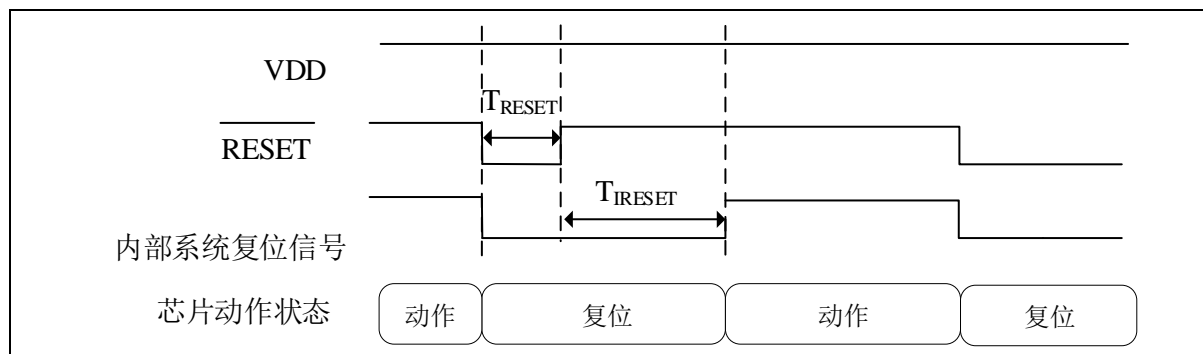 VDD
TRESET
RESET
TIRESET
内部系统复位信号
芯片动作状态 动作 复位 动作 复位